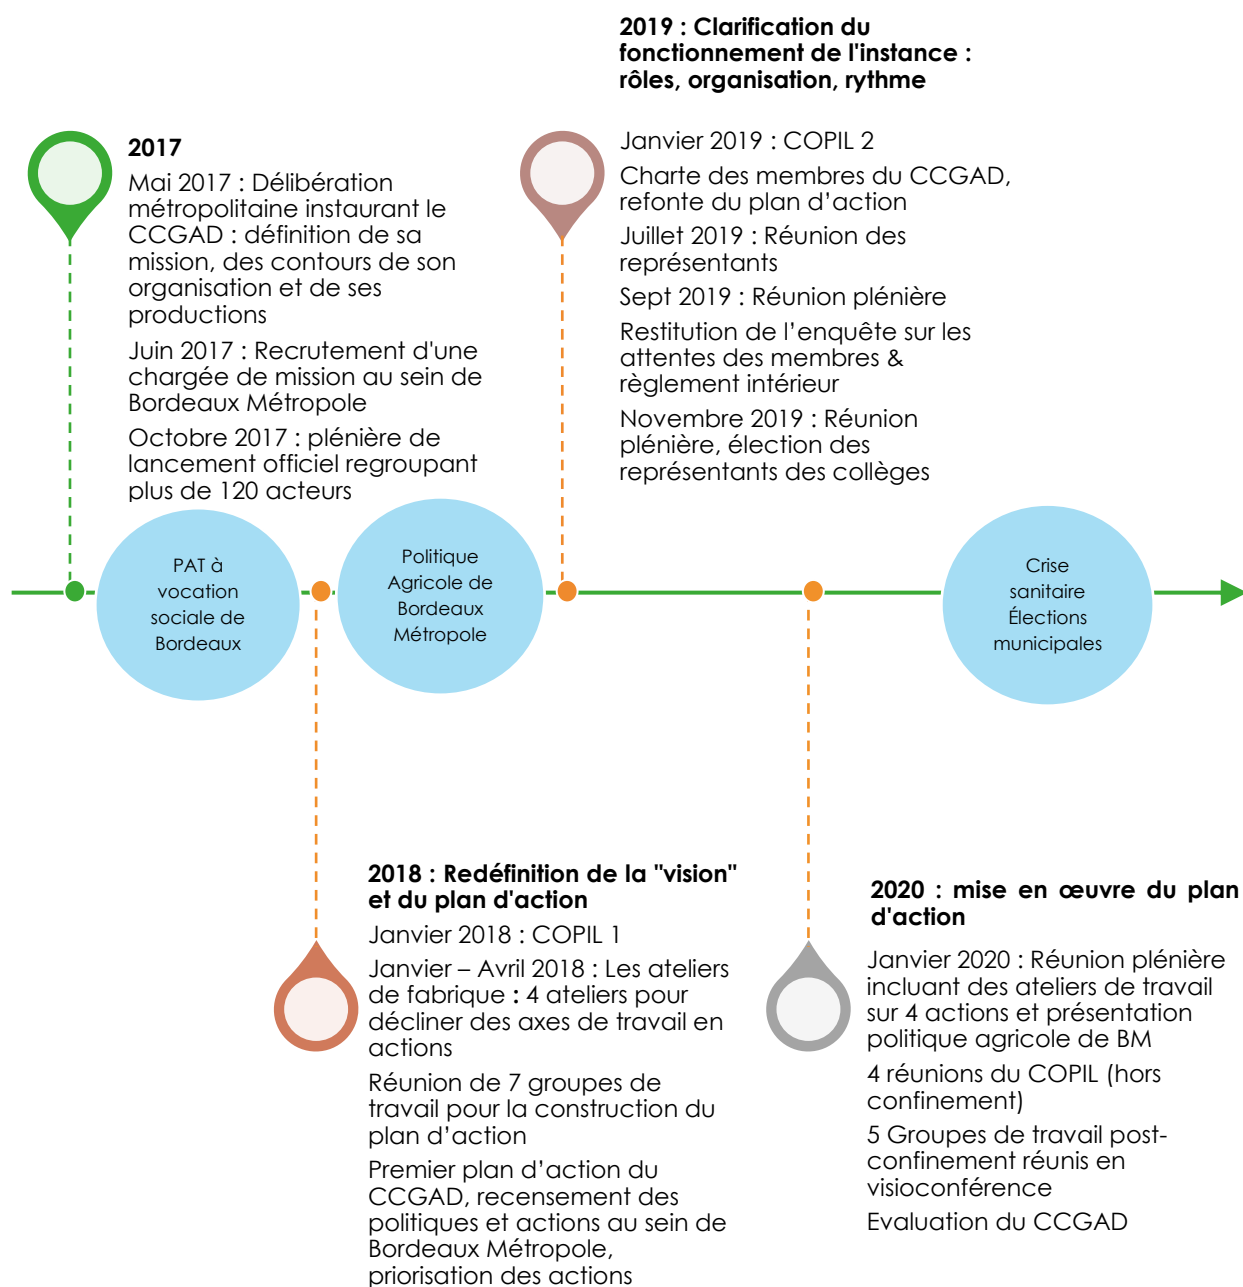 2017
Mai 2017 : Délibération
métropolitaine instaurant le
CCGAD : définition de sa
mission, des contours de son
organisation et de ses
productions
Juin 2017 : Recrutement d'une
chargée de mission au sein de
Bordeaux Métropole
Octobre 2017 : plénière de
lancement officiel regroupant
plus de 120 acteurs
2019 : Clarification du
fonctionnement de l'instance :
rôles, organisation, rythme
Janvier 2019 : COPIL 2
Charte des membres du CCGAD,
refonte du plan d’action
Juillet 2019 : Réunion des
représentants
Sept 2019 : Réunion plénière
Restitution de l’enquête sur les
attentes des membres &
règlement intérieur
Novembre 2019 : Réunion
plénière, élection des
représentants des collèges
PAT à
vocation
sociale de
Bordeaux
Politique
Agricole de
Bordeaux
Métropole
Crise
sanitaire
Élections
municipales
2018 : Redéfinition de la "vision"
et du plan d'action
Janvier 2018 : COPIL 1
Janvier – Avril 2018 : Les ateliers
de fabrique : 4 ateliers pour
décliner des axes de travail en
actions
Réunion de 7 groupes de
travail pour la construction du
plan d’action
Premier plan d’action du
CCGAD, recensement des
politiques et actions au sein de
Bordeaux Métropole,
priorisation des actions
2020 : mise en œuvre du plan
d'action
Janvier 2020 : Réunion plénière
incluant des ateliers de travail
sur 4 actions et présentation
politique agricole de BM
4 réunions du COPIL (hors
confinement)
5 Groupes de travail post-
confinement réunis en
visioconférence
Evaluation du CCGAD